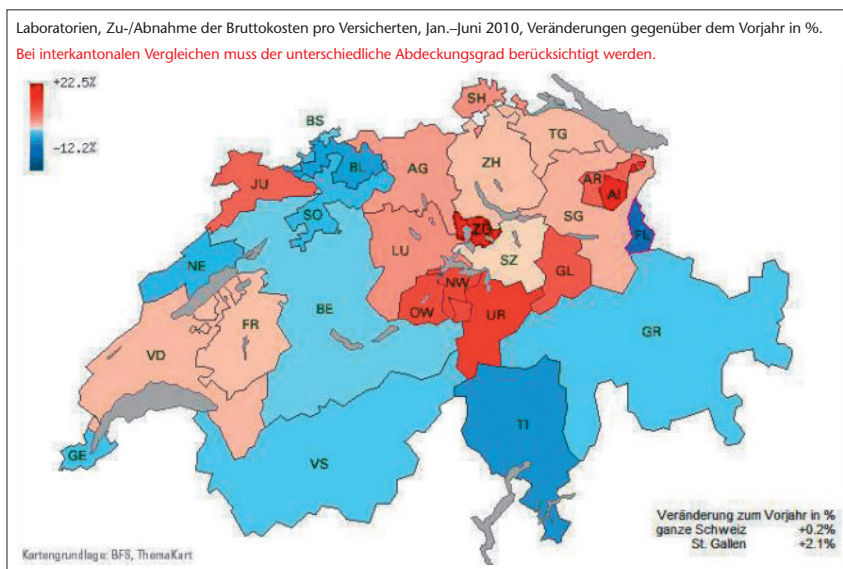 Laboratorien, Zu-/Abnahme der Bruttokosten pro Versicherten, Jan.–Juni 2010, Veränderungen gegenüber dem Vorjahr in %.
Bei interkantonalen Vergleichen muss der unterschiedliche Abdeckungsgrad berücksichtigt werden.
+22.5%
-12.2%
SH
BS
TG
BL
AG
ZH
JU
AR
AI
SO
SG
ZG
FL
LU
SZ
NE
NW
GL
OW
UR
BE
FR
GR
VD
TI
GE
VS
Veränderung zum Vorjahr in %
ganze Schweiz +0.2%
St. Gallen +2.1%
Kartengrundlage: BFS, ThemaKart